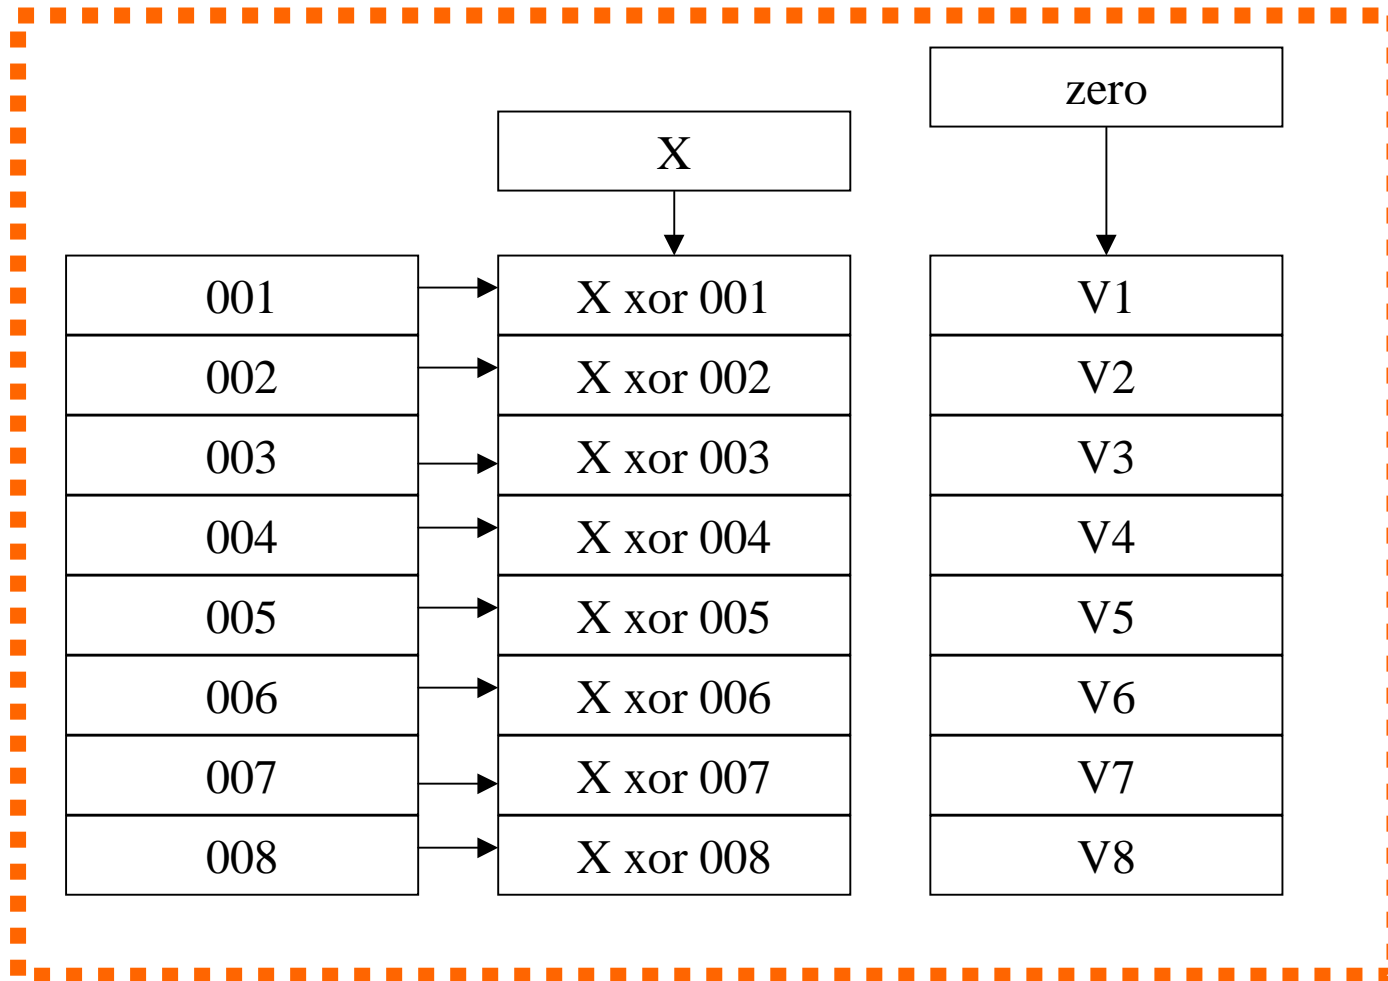 zero
X
001 X xor 001 V1
002 X xor 002 V2
003 X xor 003 V3
004 X xor 004 V4
005 X xor 005 V5
006 X xor 006 V6
007 X xor 007 V7
008 X xor 008 V8